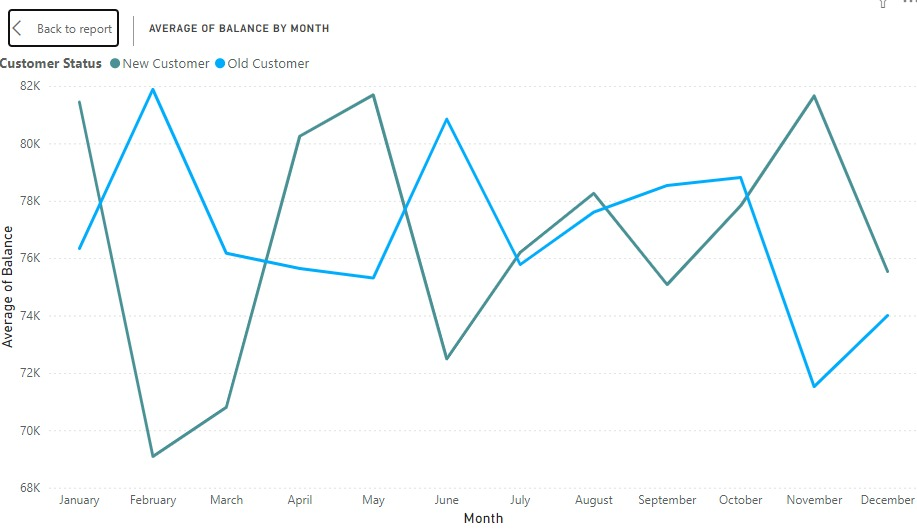 Back to report
AVERAGE OF BALANCE BY MONTH
Customer Status New Customer Old Customer
82K
80K
78K
76K
74K
72K
70K
68K
Average of Balance
January February March April May June July August September October November December
Month